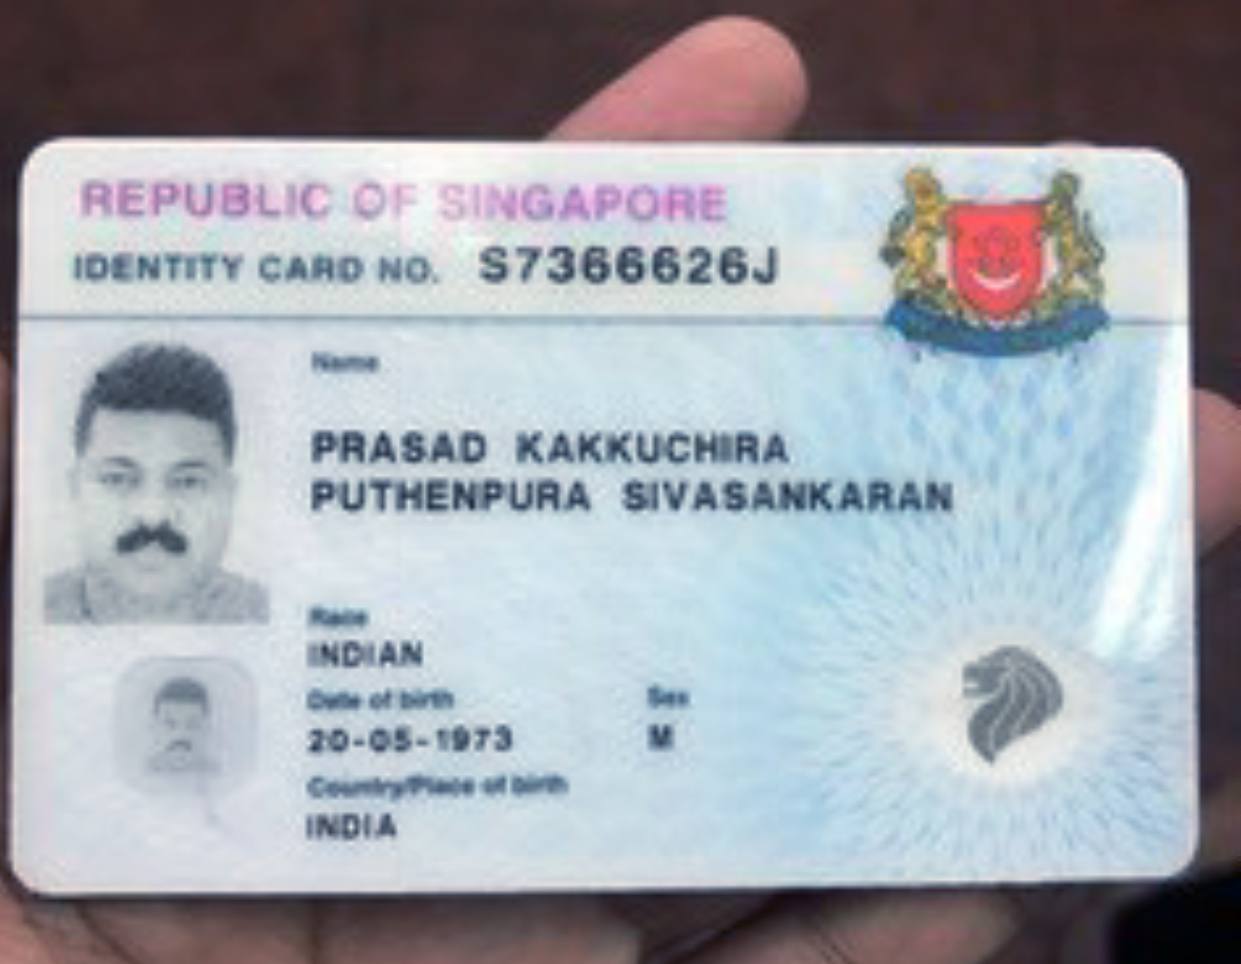 REPUBLIC OF SINGAPORE
IDENTITY CARD NO. S7366626J
Name
PRASAD KAKKUCHIRA
PUTHENPURA SIVASANKARAN
Race
INDIAN
Date of birth Sex
20-05-1973 M
Country/Place of birth
INDIA